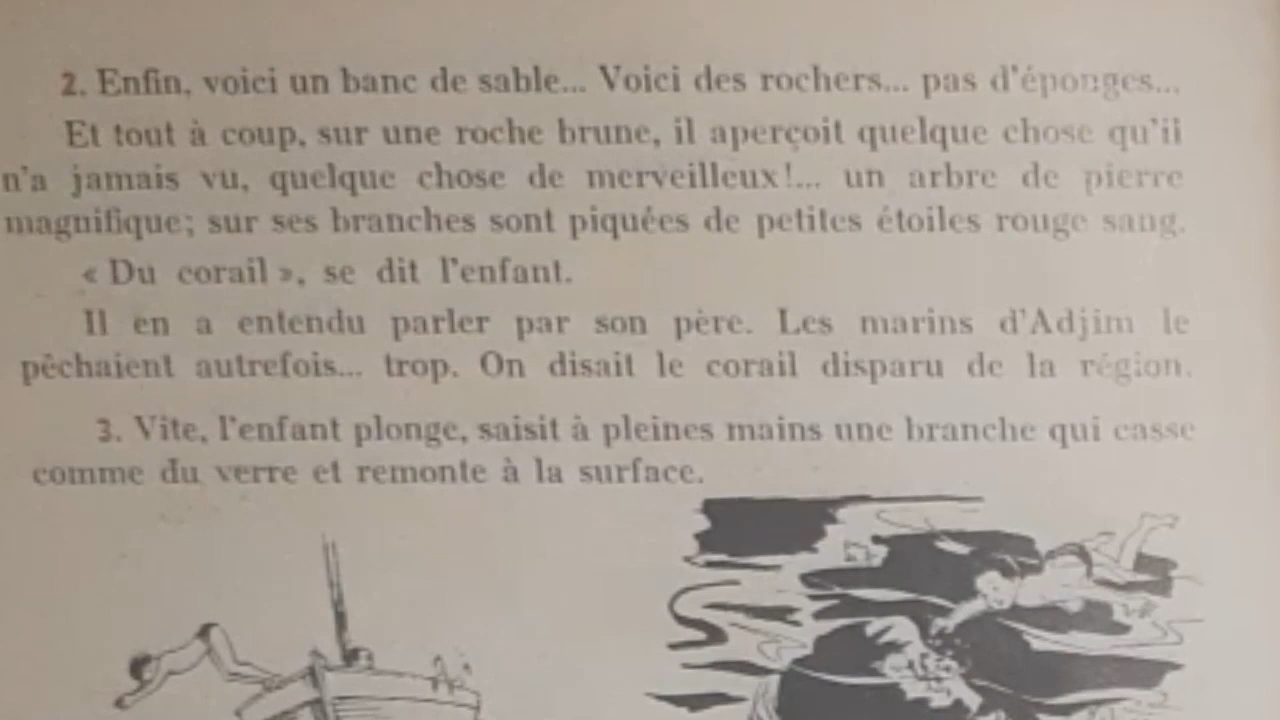 2. Enfin, voici un banc de sable... Voici des rochers... pas d'éponges...
Et tout à coup, sur une roche brune, il aperçoit quelque chose qu'il
n'a jamais vu, quelque chose de merveilleux!... un arbre de pierre
magnifique; sur ses branches sont piquées de petites étoiles rouge sang.
« Du corail », se dit l'enfant.
Il en a entendu parler par son père. Les marins d'Adjim le
pêchaient autrefois... trop. On disait le corail disparu de la région.
3. Vite, l'enfant plonge, saisit à pleines mains une branche qui casse
comme du verre et remonte à la surface.